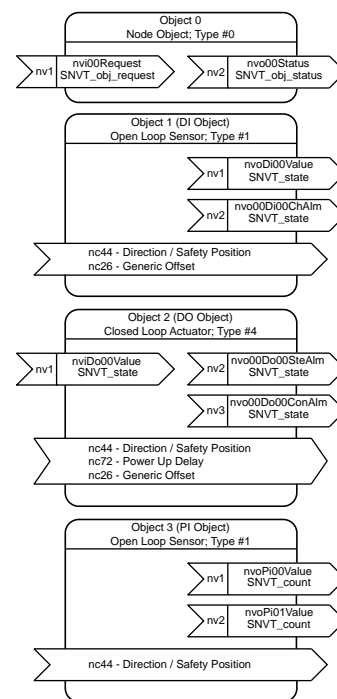 Object 0
Node Object; Type #0
nv1
nvi00Request
SNVT_obj_request
nv2
nvo00Status
SNVT_obj_status
Object 1 (DI Object)
Open Loop Sensor; Type #1
nv1
nvoDi00Value
SNVT_state
nv2
nvo00Di00ChAlm
SNVT_state
nc44 - Direction / Safety Position
nc26 - Generic Offset
Object 2 (DO Object)
Closed Loop Actuator; Type #4
nv1
nviDo00Value
SNVT_state
nv2
nvo00Do00SteAlm
SNVT_state
nv3
nvo00Do00ConAlm
SNVT_state
nc44 - Direction / Safety Position
nc72 - Power Up Delay
nc26 - Generic Offset
Object 3 (PI Object)
Open Loop Sensor; Type #1
nv1
nvoPi00Value
SNVT_count
nv2
nvoPi01Value
SNVT_count
nc44 - Direction / Safety Position